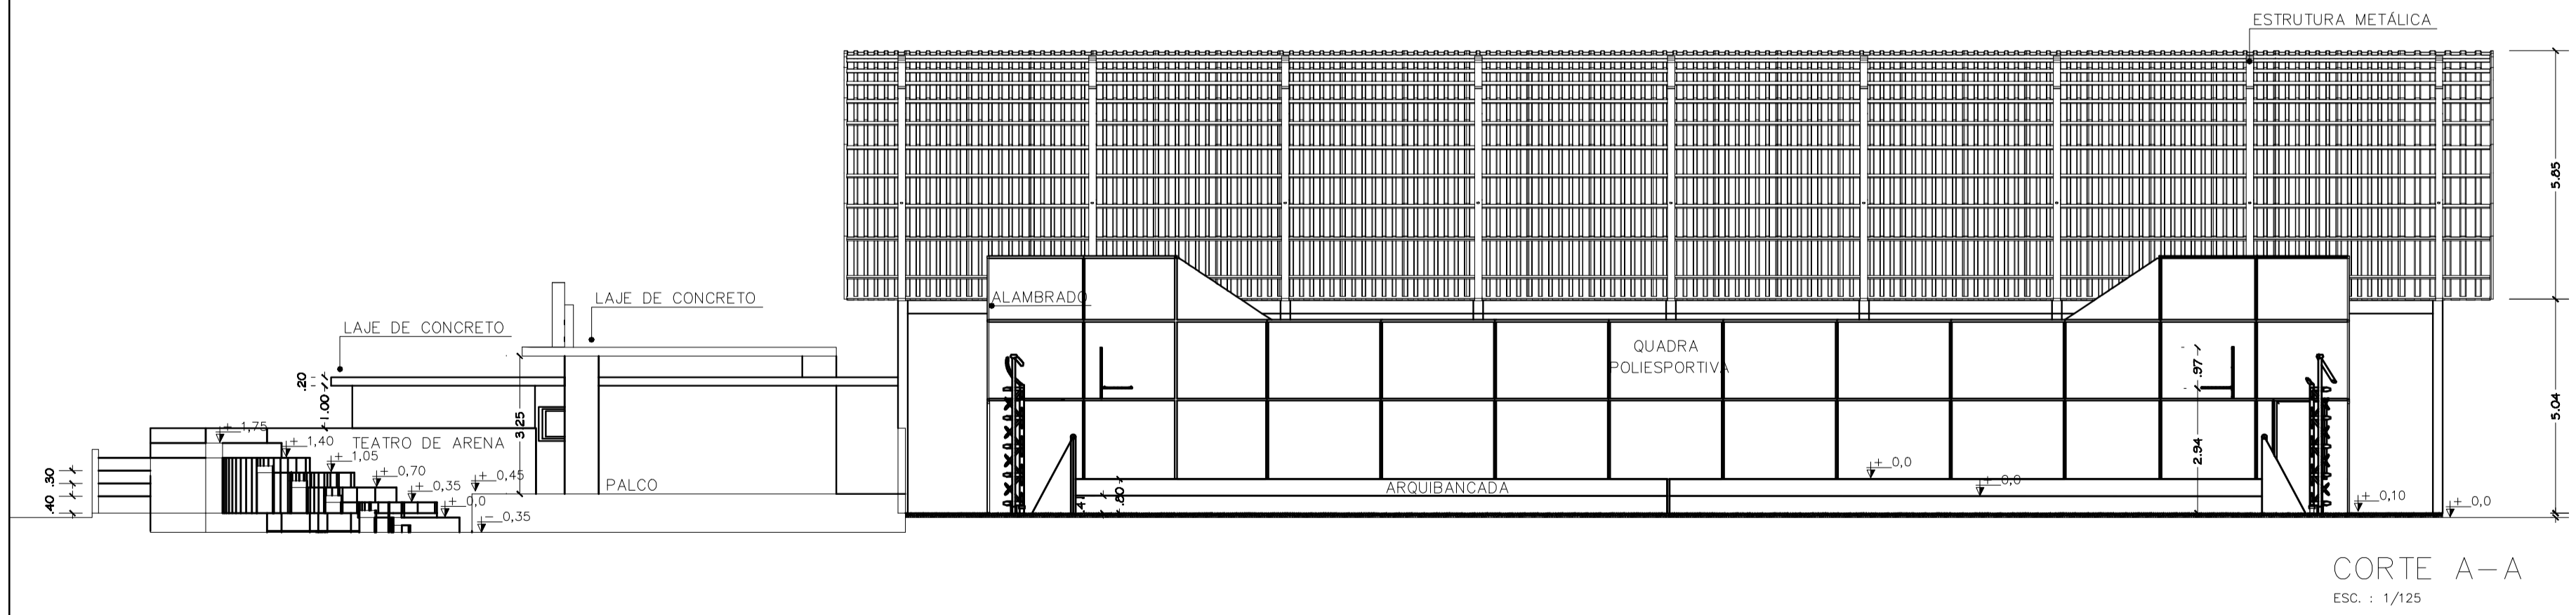 ESTRUTURA METÁLICA
5.85
LAJE DE CONCRETO
ALAMBRADO
LAJE DE CONCRETO
QUADRA
POLIESPORTIVA
.97
.20
1.00
3.25
5.04
+ 1,75
TEATRO DE ARENA
+ 1,40
+ 1,05
+ 0,70
+ 0,45
+ 0,35
+ 0,0
- 0,35
.30
.40
PALCO
.41
.80
ARQUIBANCADA
+ 0,0
+ 0,0
2.94
+ 0,10
+ 0,0
CORTE A-A
ESC. : 1/125